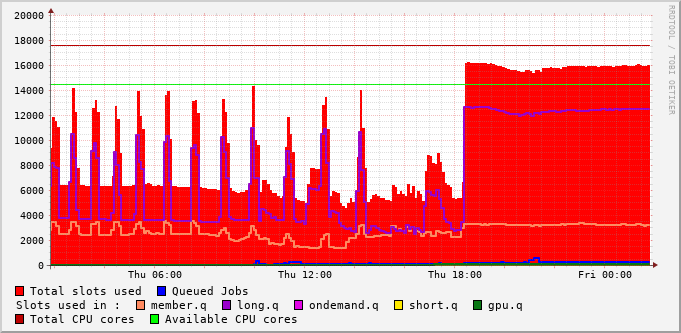 20000
18000
16000
14000
12000
10000
8000
6000
4000
2000
0
Thu 06:00 Thu 12:00 Thu 18:00 Fri 00:00
RRDTOOL / TOBI OETIKER
Total slots used Queued Jobs
Slots used in : member.q long.q ondemand.q short.q gpu.q
Total CPU cores Available CPU cores